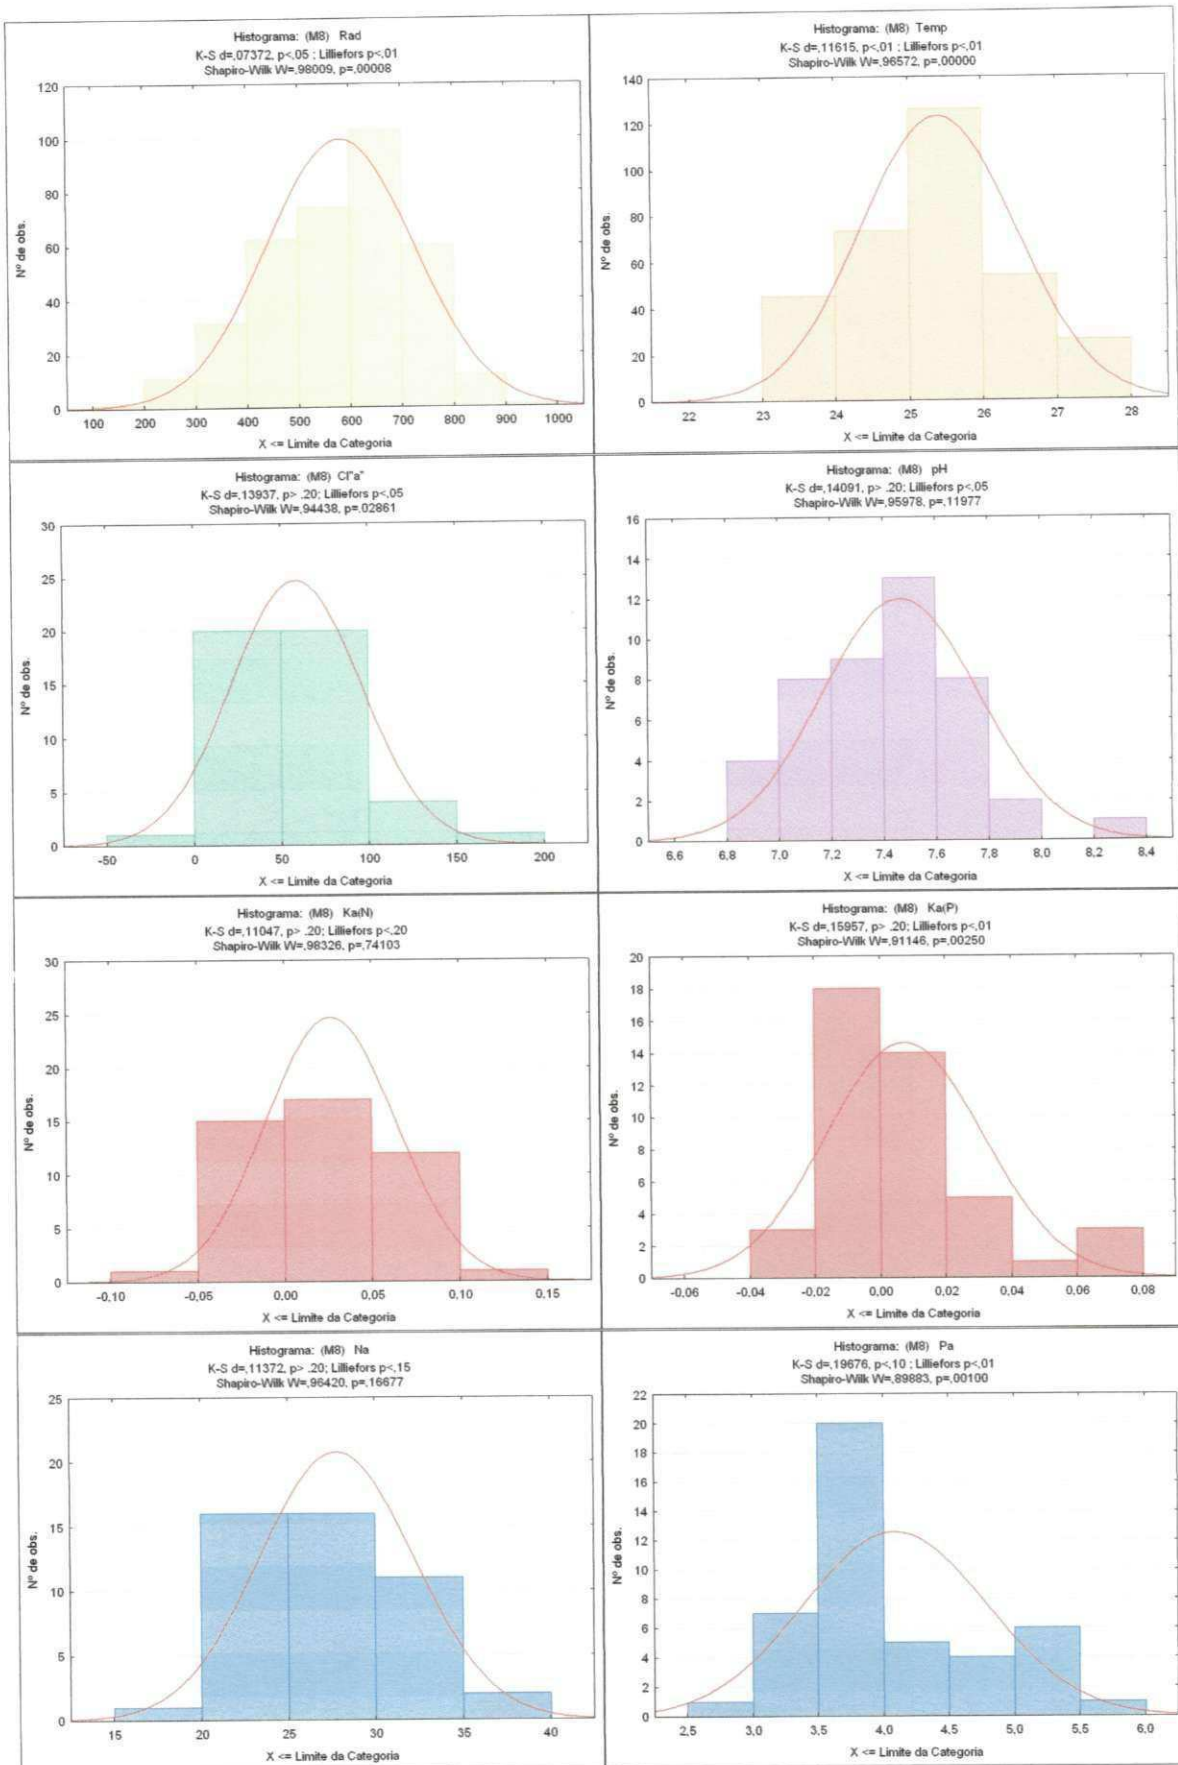 Histograma: (M8) Rad
K-S d=,07372, p<,05 ; Lilliefors p<,01
Shapiro-Wilk W=,98009, p=,00008
120
100
80
60
40
20
0
Nº de obs.
100 200 300 400 500 600 700 800 900 1000
X <= Limite da Categoria
Histograma: (M8) Temp
K-S d=,11615, p<,01 ; Lilliefors p<,01
Shapiro-Wilk W=,96572, p=,00000
140
120
100
80
60
40
20
0
Nº de obs.
22 23 24 25 26 27 28
X <= Limite da Categoria
Histograma: (M8) Cl"a"
K-S d=,13937, p> .20; Lilliefors p<,05
Shapiro-Wilk W=,94438, p=,02861
30
25
20
15
10
5
0
Nº de obs.
-50 0 50 100 150 200
X <= Limite da Categoria
Histograma: (M8) pH
K-S d=,14091, p> .20; Lilliefors p<,05
Shapiro-Wilk W=,95978, p=,11977
16
14
12
10
8
6
4
2
0
Nº de obs.
6,6 6,8 7,0 7,2 7,4 7,6 7,8 8,0 8,2 8,4
X <= Limite da Categoria
Histograma: (M8) Ka(N)
K-S d=,11047, p> .20; Lilliefors p<,20
Shapiro-Wilk W=,98326, p=,74103
30
25
20
15
10
5
0
Nº de obs.
-0,10 -0,05 0,00 0,05 0,10 0,15
X <= Limite da Categoria
Histograma: (M8) Ka(P)
K-S d=,15957, p> .20; Lilliefors p<,01
Shapiro-Wilk W=,91146, p=,00250
20
18
16
14
12
10
8
6
4
2
0
Nº de obs.
-0,06 -0,04 -0,02 0,00 0,02 0,04 0,06 0,08
X <= Limite da Categoria
Histograma: (M8) Na
K-S d=,11372, p> .20; Lilliefors p<,15
Shapiro-Wilk W=,96420, p=,16677
25
20
15
10
5
0
Nº de obs.
15 20 25 30 35 40
X <= Limite da Categoria
Histograma: (M8) Pa
K-S d=,19676, p<,10 ; Lilliefors p<,01
Shapiro-Wilk W=,89883, p=,00100
22
20
18
16
14
12
10
8
6
4
2
0
Nº de obs.
2,5 3,0 3,5 4,0 4,5 5,0 5,5 6,0
X <= Limite da Categoria